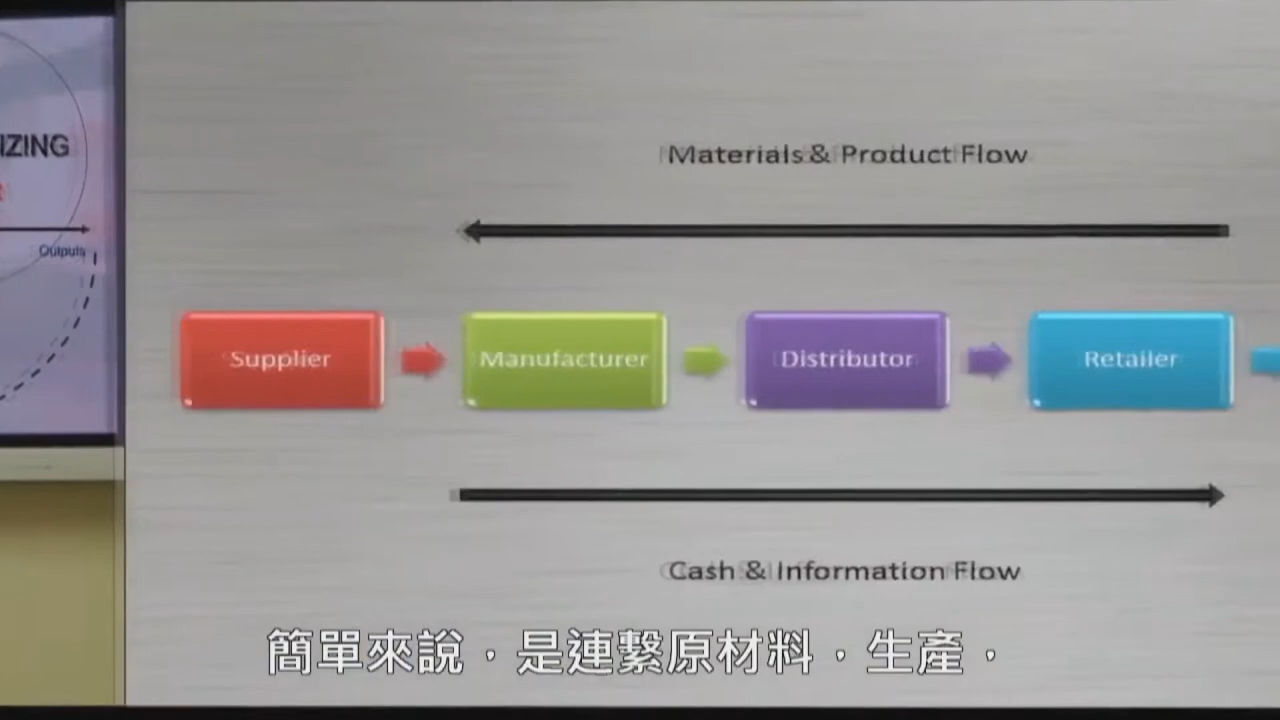 IZING
Outputs
Materials & Product Flow
Supplier
Manufacturer
Distributor
Retailer
Cash & Information Flow
簡單來說，是連繫原材料，生產，